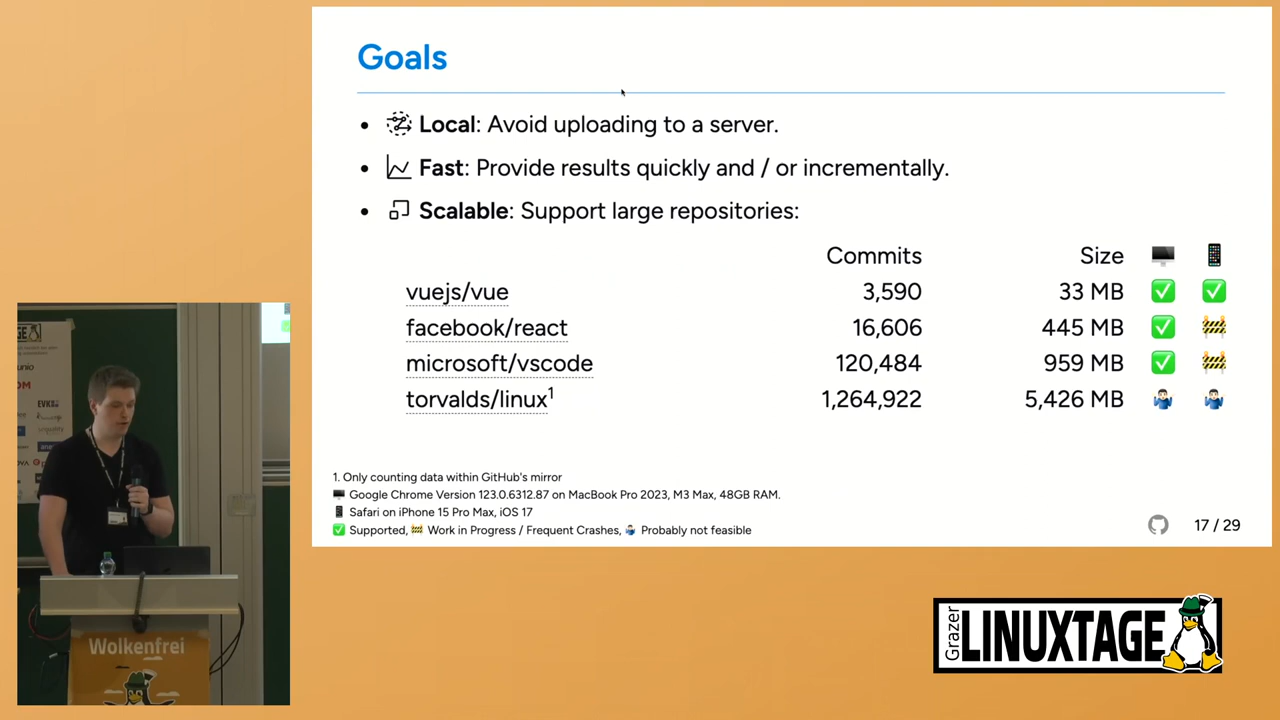 Goals
Local: Avoid uploading to a server.
Fast: Provide results quickly and / or incrementally.
Scalable: Support large repositories:
Commits Size
vuejs/vue 3,590 33 MB
facebook/react 16,606 445 MB
microsoft/vscode 120,484 959 MB
torvalds/linux1 1,264,922 5,426 MB
1. Only counting data within GitHub's mirror
Google Chrome Version 123.0.6312.87 on MacBook Pro 2023, M3 Max, 48GB RAM.
Safari on iPhone 15 Pro Max, iOS 17
Supported, Work in Progress / Frequent Crashes, Probably not feasible
17 / 29
Wolkenfrei
Grazer
LINUXTAGE